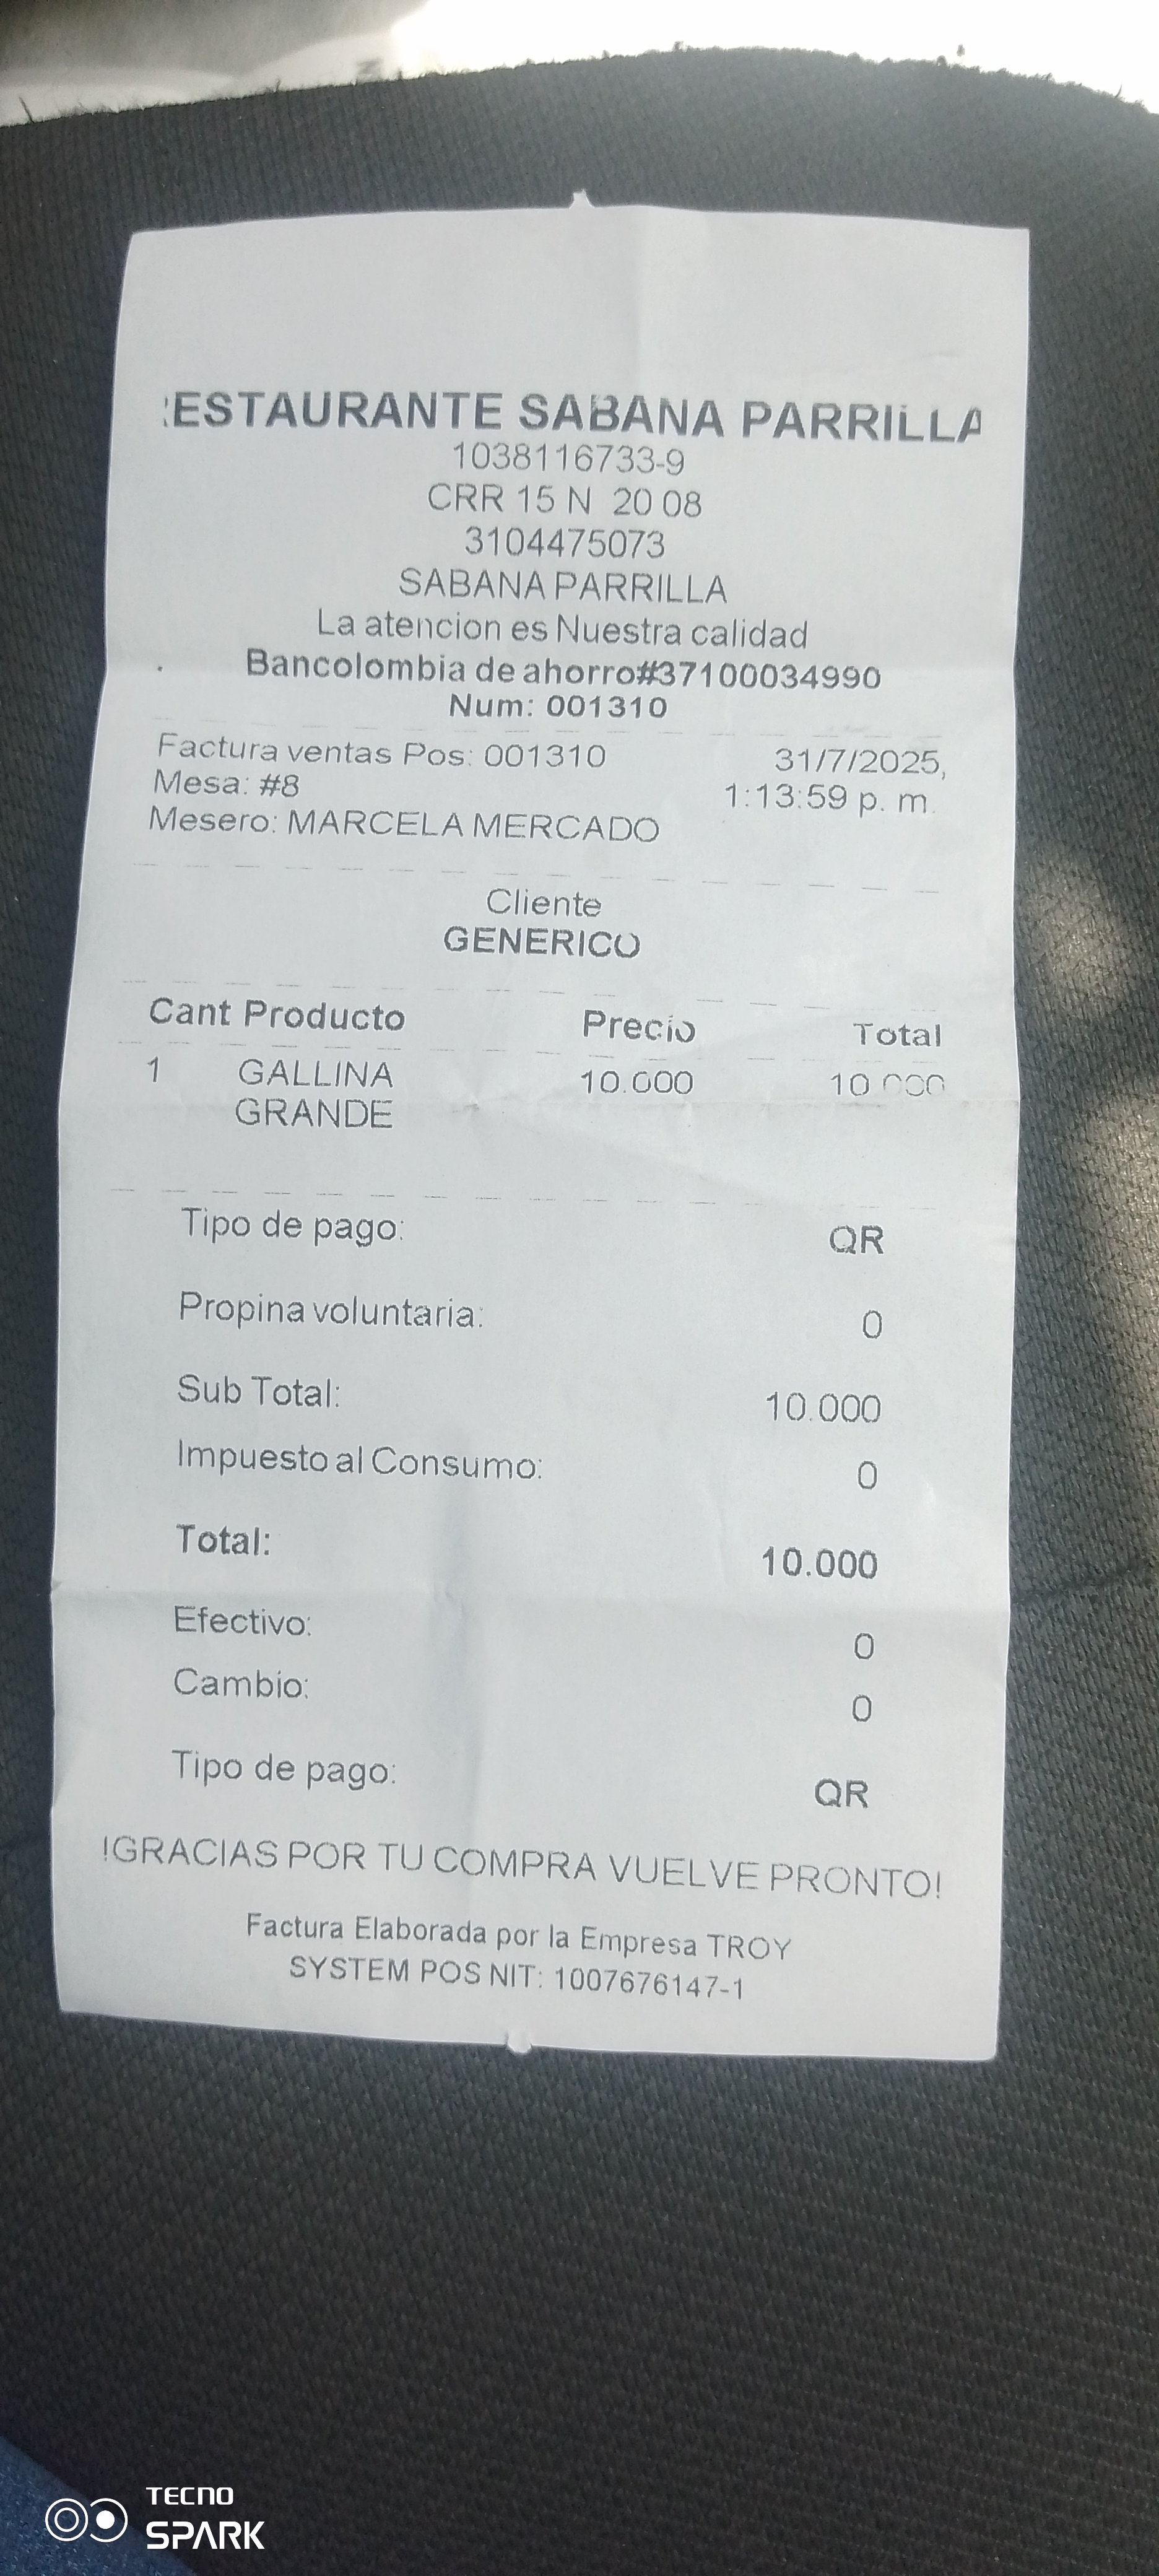 RESTAURANTE SABANA PARRILLA
1038116733-9
CRR 15 N 20 08
3104475073
SABANA PARRILLA
La atencion es Nuestra calidad
Bancolombia de ahorro#37100034990
Num: 001310
Factura ventas Pos: 001310 31/7/2025,
Mesa: #8 1:13:59 p. m.
Mesero: MARCELA MERCADO
Cliente
GENERICO
Cant Producto Precio Total
1 GALLINA 10.000 10.000
GRANDE
Tipo de pago: QR
Propina voluntaria: 0
Sub Total: 10.000
Impuesto al Consumo: 0
Total: 10.000
Efectivo: 0
Cambio: 0
Tipo de pago: QR
!GRACIAS POR TU COMPRA VUELVE PRONTO!
Factura Elaborada por la Empresa TROY
SYSTEM POS NIT: 1007676147-1
TECNO
SPARK